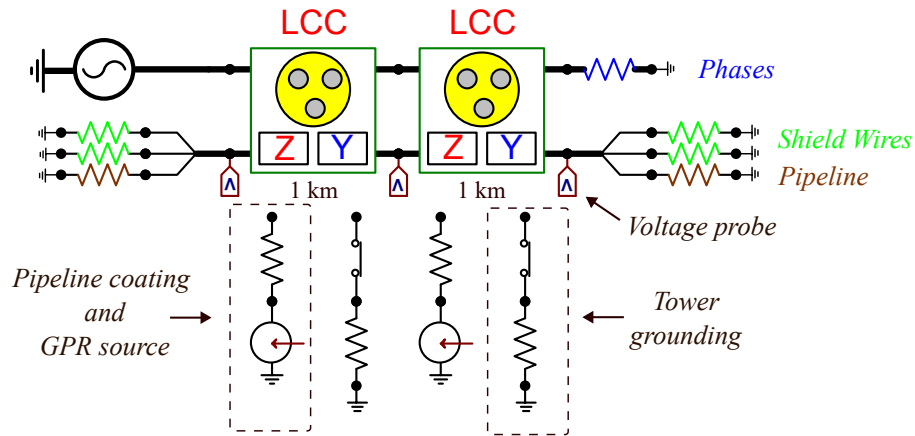 LCC
LCC
Phases
Z
Y
Z
Y
Shield Wires
Pipeline
V
V
V
1 km
1 km
Voltage probe
Pipeline coating
and
GPR source
Tower
grounding